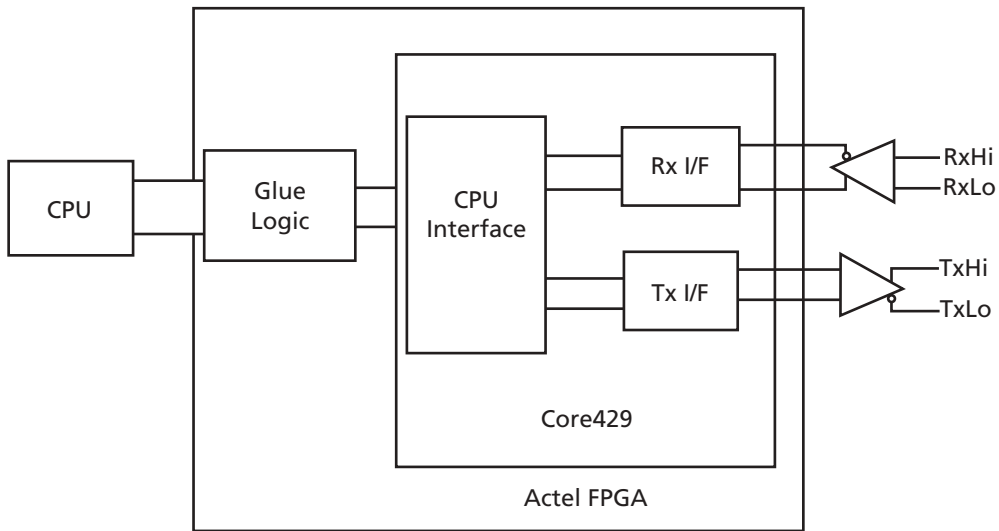 CPU
Glue
Logic
CPU
Interface
Rx I/F
Tx I/F
RxHi
RxLo
TxHi
TxLo
Core429
Actel FPGA